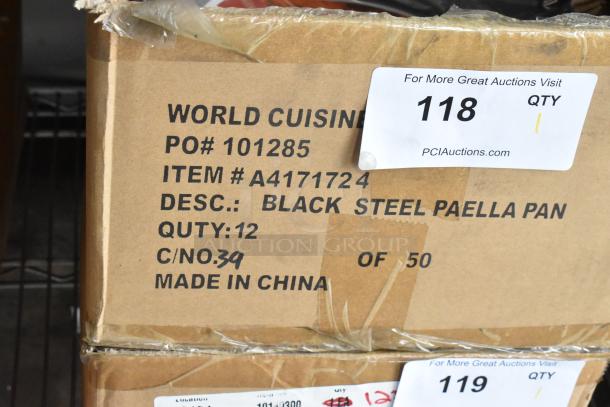 For More Great Auctions Visit
118 QTY
1
PCIAuctions.com
WORLD CUISINE
PO# 101285
ITEM # A4171724
DESC.: BLACK STEEL PAELLA PAN
QUTY: 12
AUCTION GROUP
C/NO.39 OF 50
MADE IN CHINA
For More Great Auctions Visit
119 QTY
1